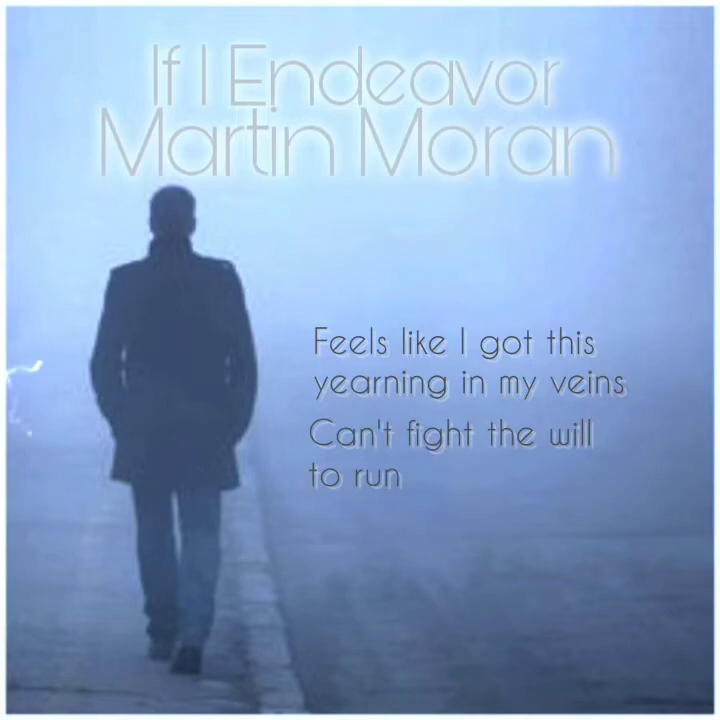 If I Endeavor
Martin Moran
Feels like I got this
yearning in my veins
Can't fight the will
to run